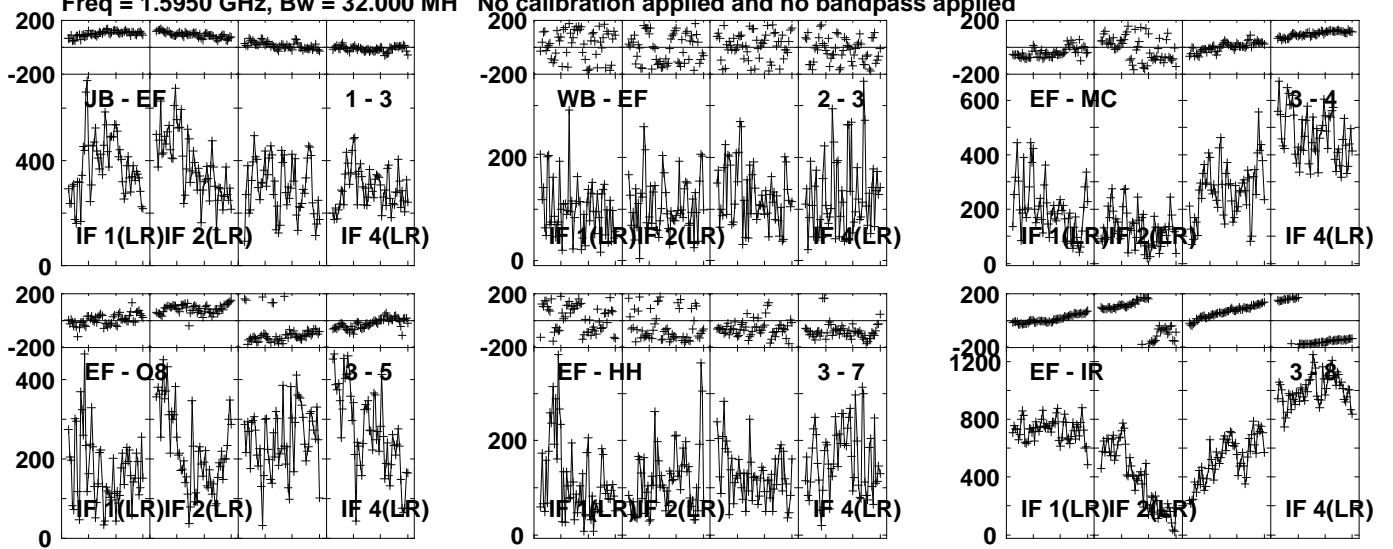 Freq = 1.5950 GHz, Bw = 32.000 MH No calibration applied and no bandpass applied
200
-200
JB - EF 1 - 3
400
IF 1(LR) IF 2(LR) IF 4(LR)
0
200
-200
WB - EF 2 - 3
200
IF 1(LR) IF 2(LR) IF 4(LR)
0
200
-200
EF - MC 3 - 4
600
400
200
IF 1(LR) IF 2(LR) IF 4(LR)
0
200
-200
EF - O8 3 - 5
400
200
IF 1(LR) IF 2(LR) IF 4(LR)
0
200
-200
EF - HH 3 - 7
200
IF 1(LR) IF 2(LR) IF 4(LR)
0
200
-200
1200
EF - IR 3 - 8
800
400
IF 1(LR) IF 2(LR) IF 4(LR)
0